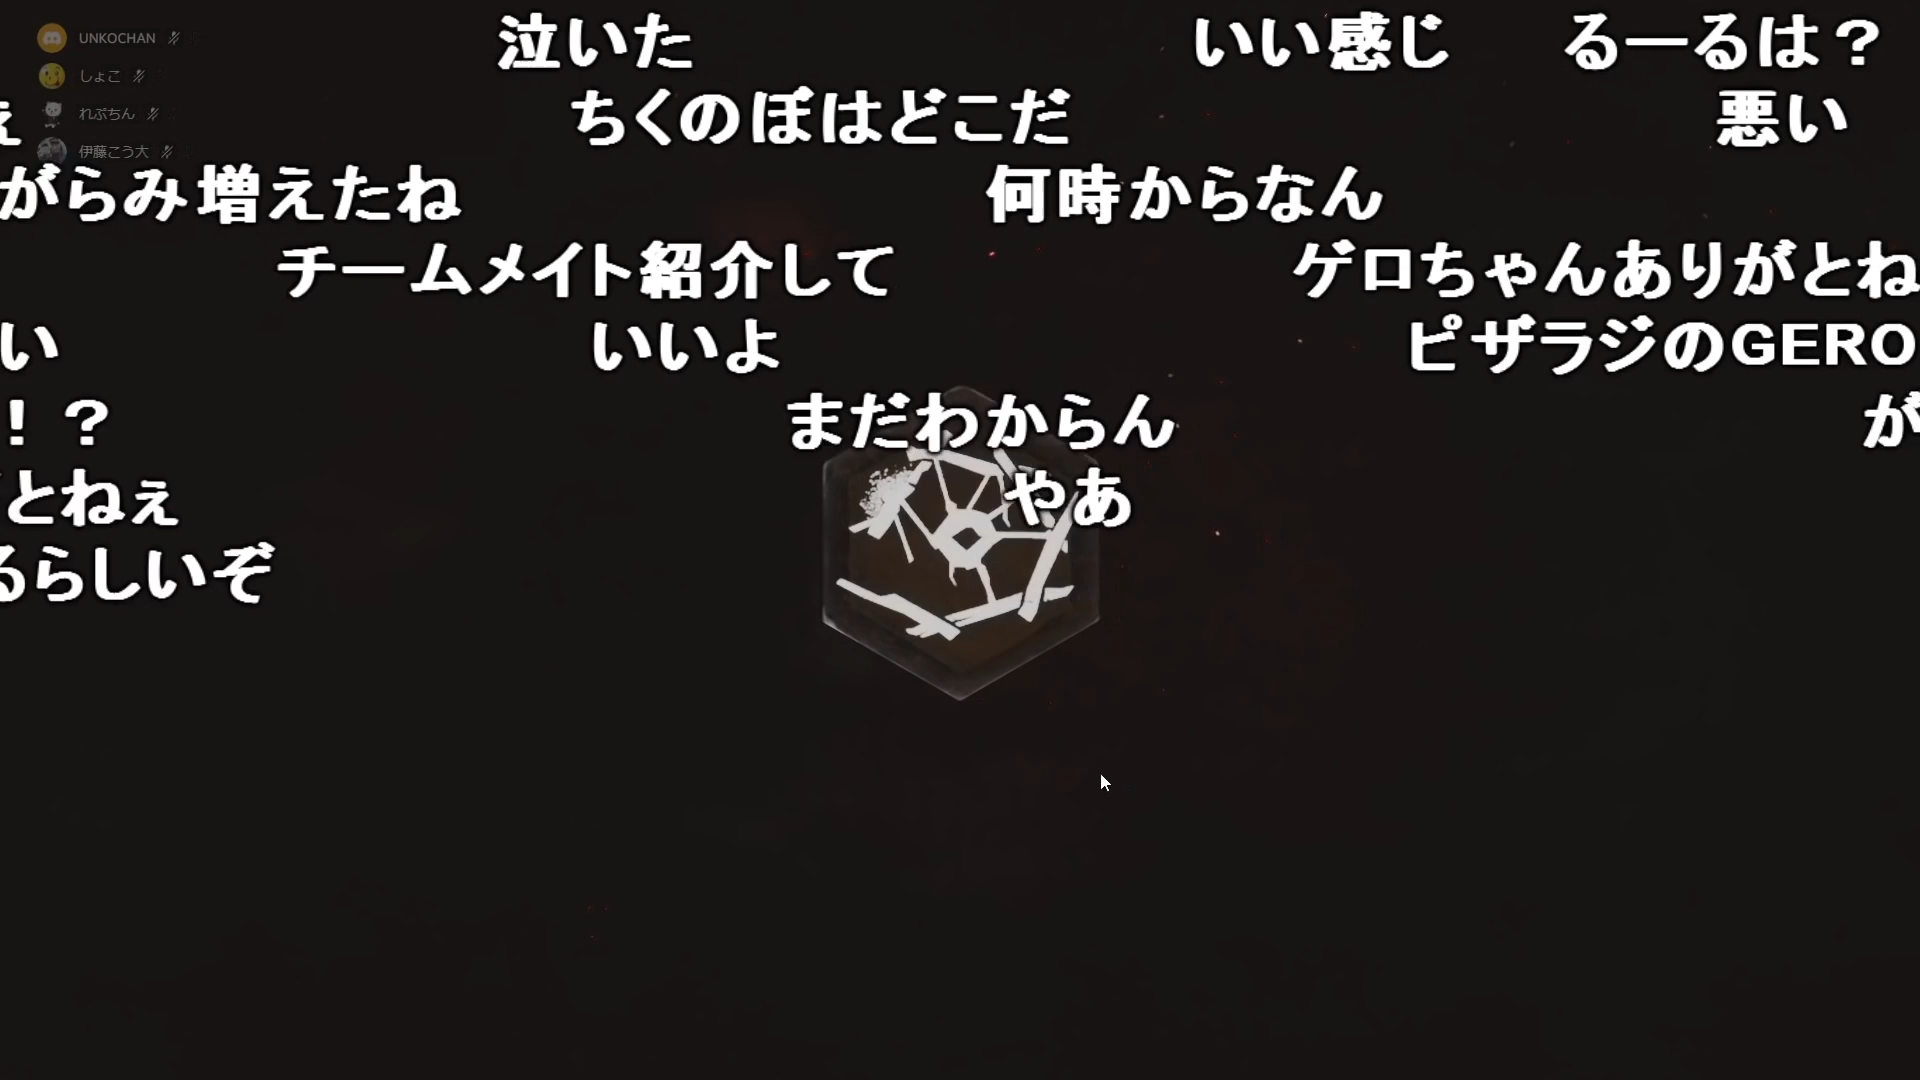 UNKOCHAN
しょこ
れぷちん
伊藤こう大
泣いた
いい感じ
るーるは？
ぇ
ちくのぼはどこだ
悪い
がらみ増えたね
何時からなん
チームメイト紹介して
ゲロちゃんありがとね
い
いいよ
ピザラジのGERO
！？
まだわからん
が
とねぇ
やあ
るらしいぞ